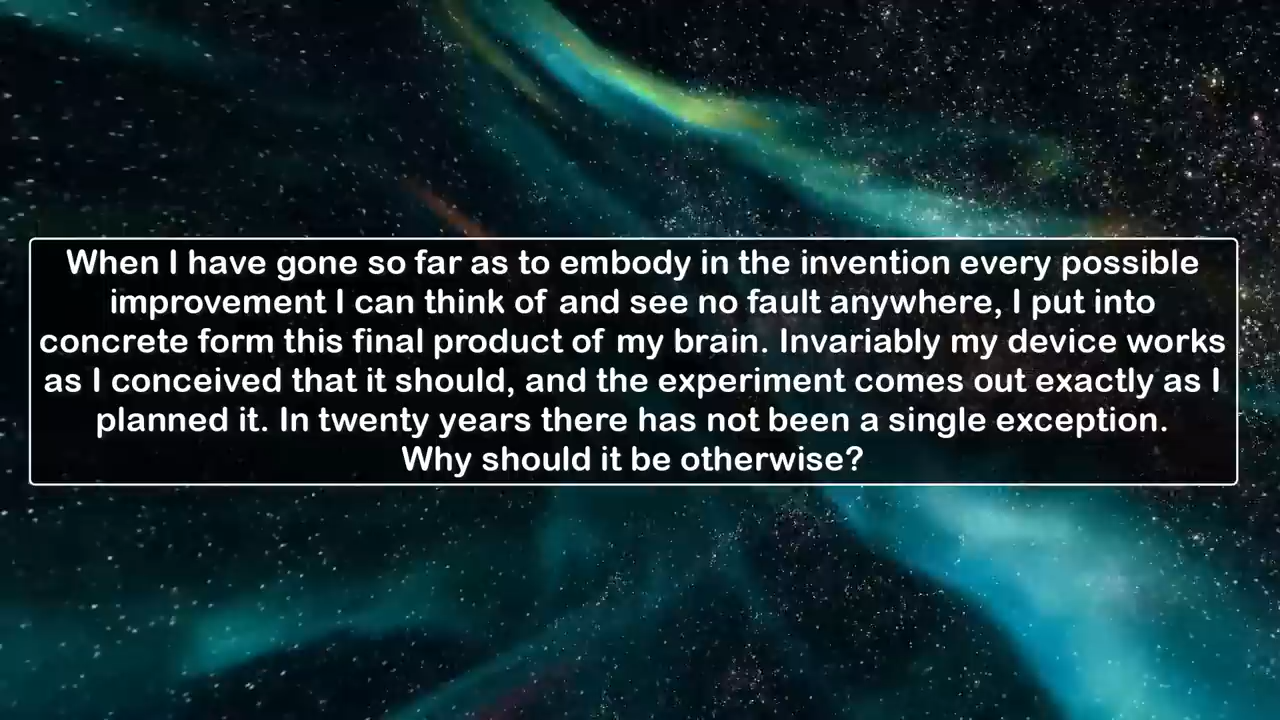 When I have gone so far as to embody in the invention every possible
improvement I can think of and see no fault anywhere, I put into
concrete form this final product of my brain. Invariably my device works
as I conceived that it should, and the experiment comes out exactly as I
planned it. In twenty years there has not been a single exception.
Why should it be otherwise?